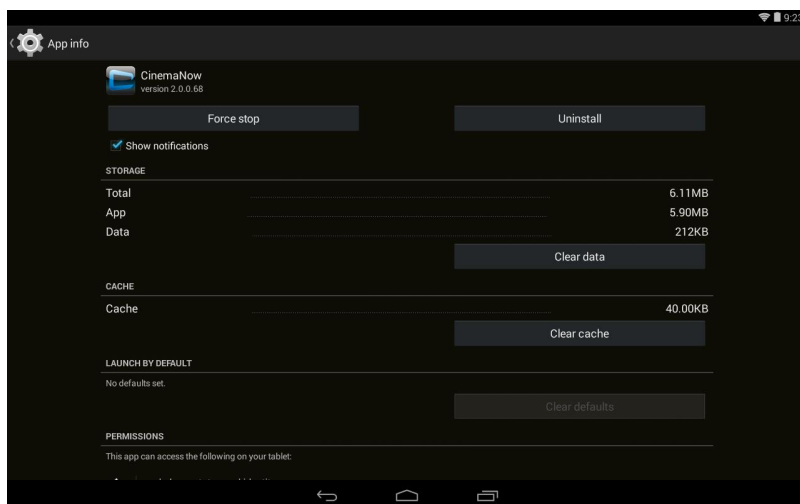 9:23
App info
CinemaNow
version 2.0.0.68
Force stop
Uninstall
Show notifications
STORAGE
Total 6.11MB
App 5.90MB
Data 212KB
Clear data
CACHE
Cache 40.00KB
Clear cache
LAUNCH BY DEFAULT
No defaults set.
Clear defaults
PERMISSIONS
This app can access the following on your tablet: